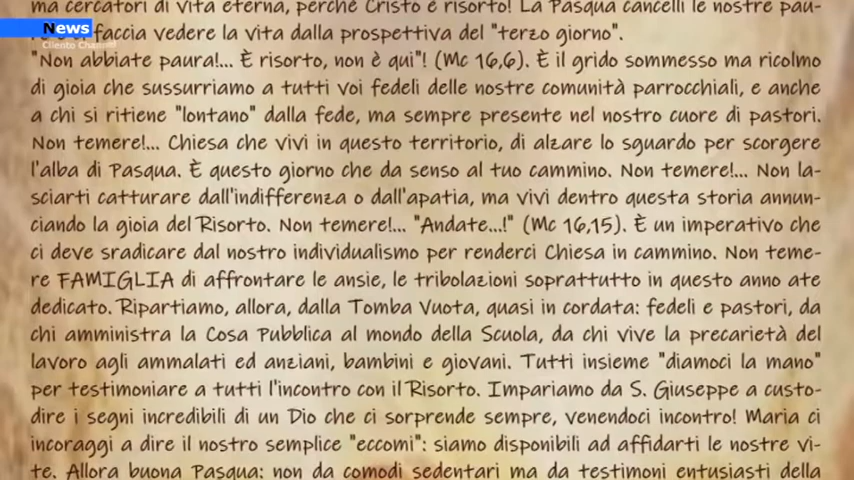 ma cercatori di vita eterna, perché Cristo è risorto! La Pasqua cancelli le nostre pau-
News
re e ci faccia vedere la vita dalla prospettiva del "terzo giorno".
Cilento Channel
"Non abbiate paura!... È risorto, non è qui"! (Mc 16,6). È il grido sommesso ma ricolmo
di gioia che sussurriamo a tutti voi fedeli delle nostre comunità parrocchiali, e anche
a chi si ritiene "lontano" dalla fede, ma sempre presente nel nostro cuore di pastori.
Non temere!... Chiesa che vivi in questo territorio, di alzare lo sguardo per scorgere
l'alba di Pasqua. È questo giorno che da senso al tuo cammino. Non temere!... Non la-
sciarti catturare dall'indifferenza o dall'apatia, ma vivi dentro questa storia annun-
ciando la gioia del Risorto. Non temere!... "Andate...!" (Mc 16,15). È un imperativo che
ci deve sradicare dal nostro individualismo per renderci Chiesa in cammino. Non teme-
re FAMIGLIA di affrontare le ansie, le tribolazioni soprattutto in questo anno ate
dedicato. Ripartiamo, allora, dalla Tomba Vuota, quasi in cordata: fedeli e pastori, da
chi amministra la Cosa Pubblica al mondo della Scuola, da chi vive la precarietà del
lavoro agli ammalati ed anziani, bambini e giovani. Tutti insieme "diamoci la mano"
per testimoniare a tutti l'incontro con il Risorto. Impariamo da S. Giuseppe a custo-
dire i segni incredibili di un Dio che ci sorprende sempre, venendoci incontro! Maria ci
incoraggi a dire il nostro semplice "eccomi": siamo disponibili ad affidarti le nostre vi-
te. Allora buona Pasqua: non da comodi sedentari ma da testimoni entusiasti della